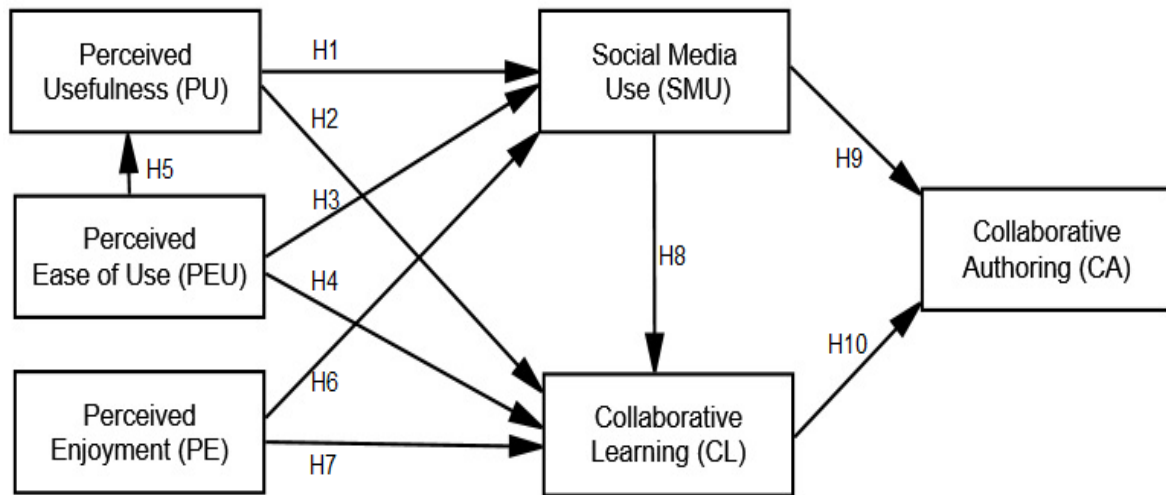 Perceived
Usefulness (PU)
H1
Social Media
Use (SMU)
H2
H5
H9
H3
Perceived
Ease of Use (PEU)
H4
H8
Collaborative
Authoring (CA)
H10
H6
Perceived
Enjoyment (PE)
H7
Collaborative
Learning (CL)